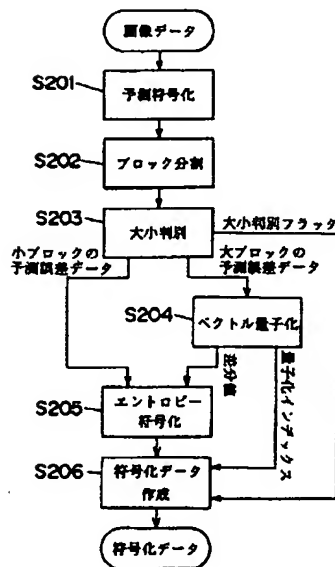 画像データ
S201
予測符号化
S202
ブロック分割
S203
大小判別
大小判別フラッグ
小ブロックの
予測誤差データ
大ブロックの
予測誤差データ
S204
ベクトル量子化
差分値
量子化インデックス
S205
エントロピー
符号化
S206
符号化データ
作成
符号化データ